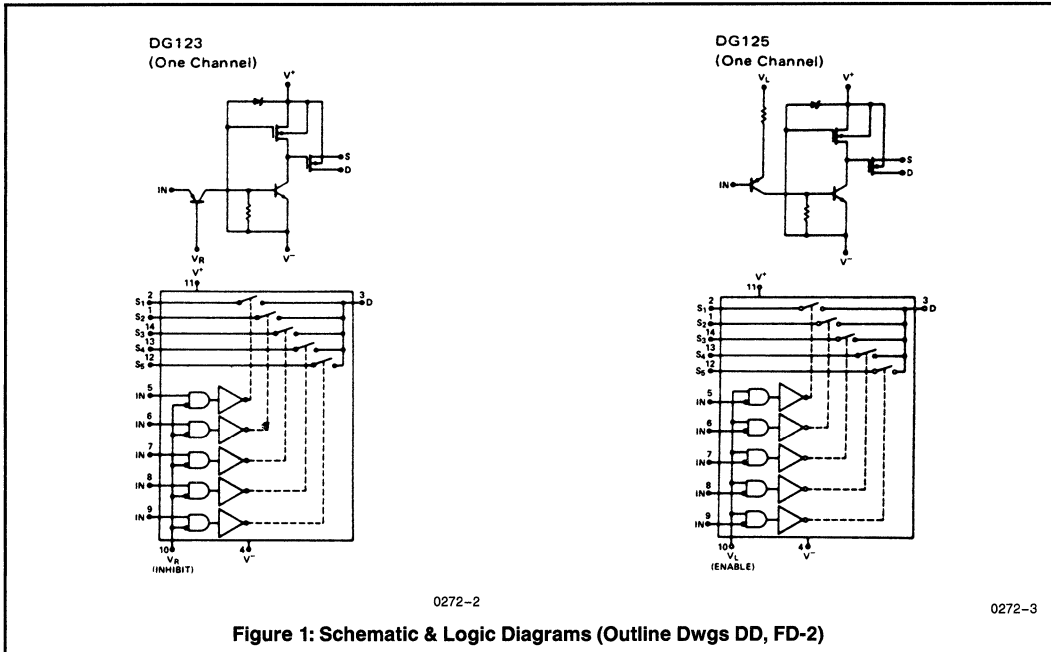 DG123
(One Channel)
V+
S
D
IN
VR
V−
V+
11
2
S1
3
D
1
S2
14
S3
13
S4
12
S5
5
IN
6
IN
7
IN
8
IN
9
IN
10
VR
(INHIBIT)
4
V−
0272-2
DG125
(One Channel)
VL
V+
S
D
IN
V−
V+
11
2
S1
3
D
1
S2
14
S3
13
S4
12
S5
5
IN
6
IN
7
IN
8
IN
9
IN
10
VL
(ENABLE)
4
V−
0272-3
Figure 1: Schematic & Logic Diagrams (Outline Dwgs DD, FD-2)